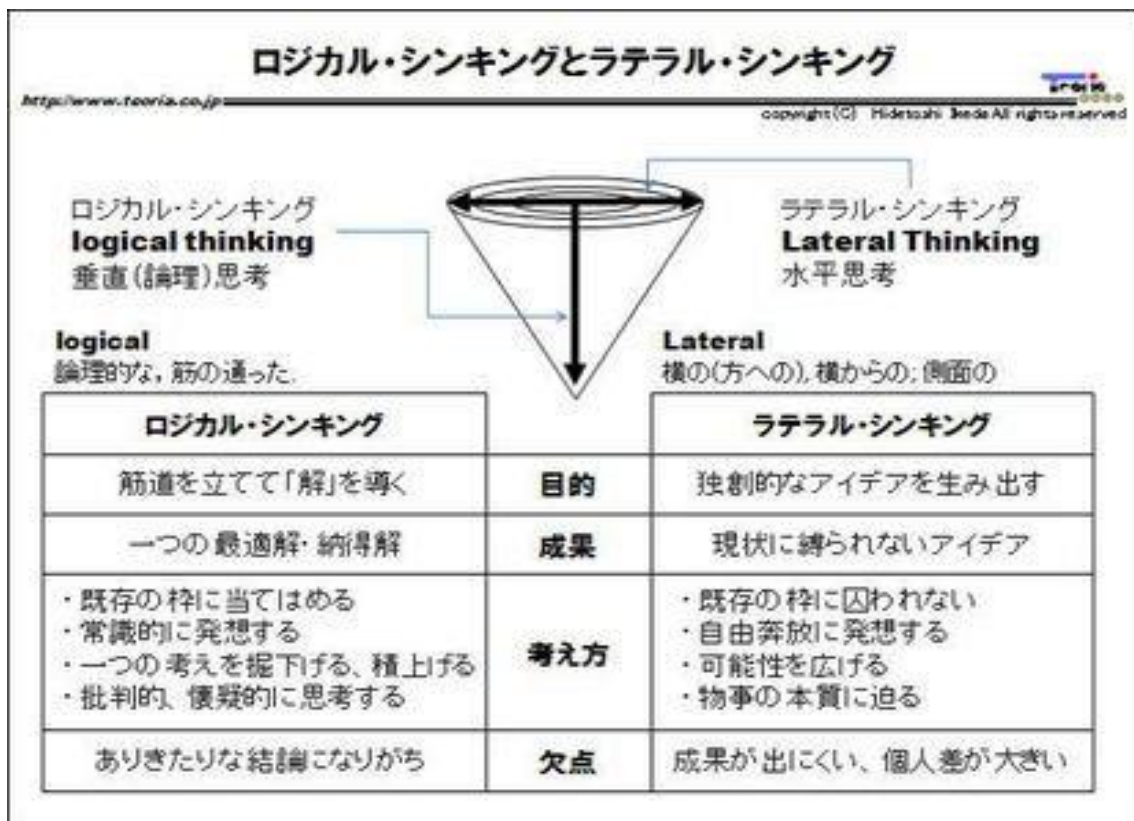 ロジカル・シンキングとラテラル・シンキング
http://www.teoria.co.jp
Teoria
copyright(C) Hidetoshi Ikeda All rights reserved
ロジカル・シンキング
logical thinking
垂直(論理)思考
ラテラル・シンキング
Lateral Thinking
水平思考
logical
論理的な, 筋の通った.
Lateral
横の(方への), 横からの; 側面の
ロジカル・シンキング
ラテラル・シンキング
筋道を立てて「解」を導く
目的
独創的なアイデアを生み出す
一つの最適解・納得解
成果
現状に縛られないアイデア
・既存の枠に当てはめる
・常識的に発想する
・一つの考えを掘下げる、積上げる
・批判的、懐疑的に思考する
考え方
・既存の枠に囚われない
・自由奔放に発想する
・可能性を広げる
・物事の本質に迫る
ありきたりな結論になりがち
欠点
成果が出にくい、個人差が大きい